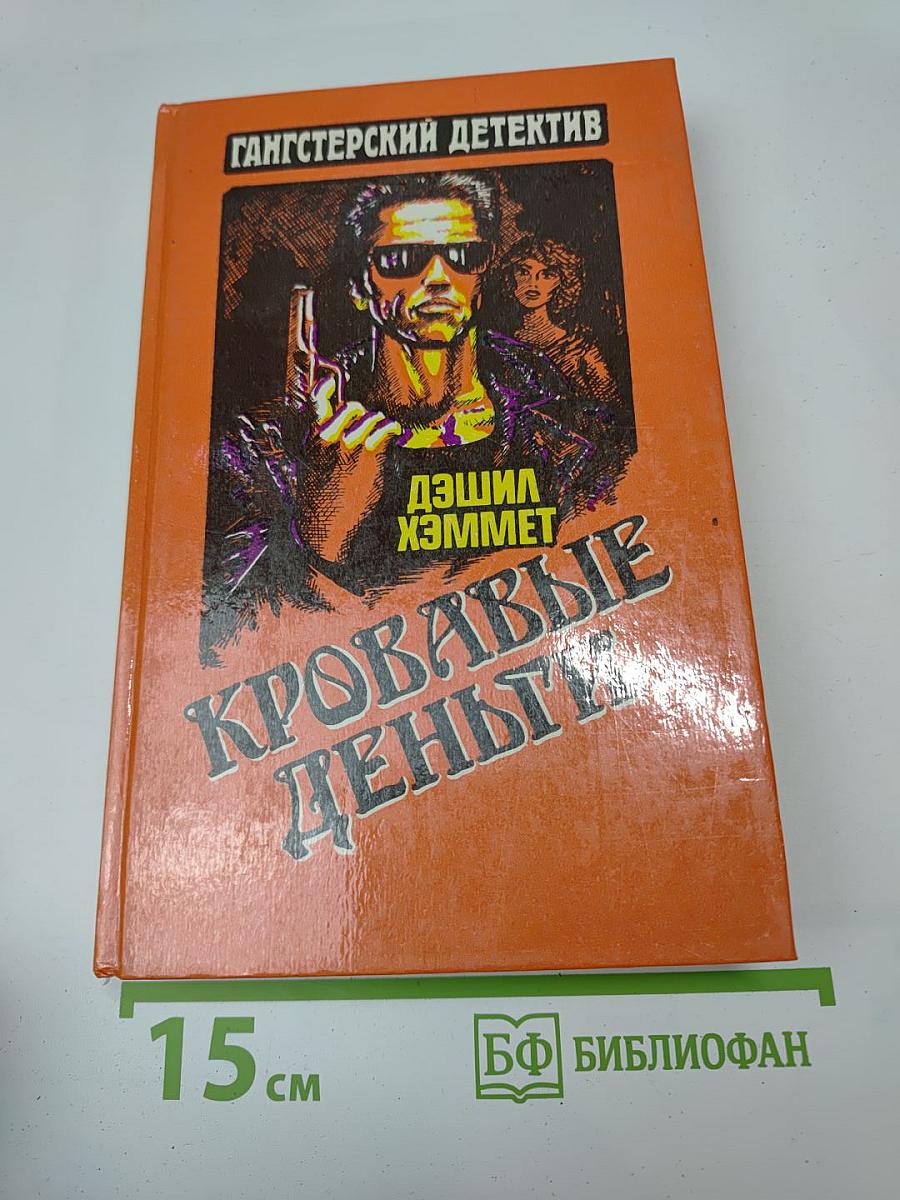 ГАНГСТЕРСКИЙ ДЕТЕКТИВ
ДЭШИЛ
ХЭММЕТ
КРОВАВЫЕ
ДЕНЬГИ
15 см
БФ БИБЛИОФАН